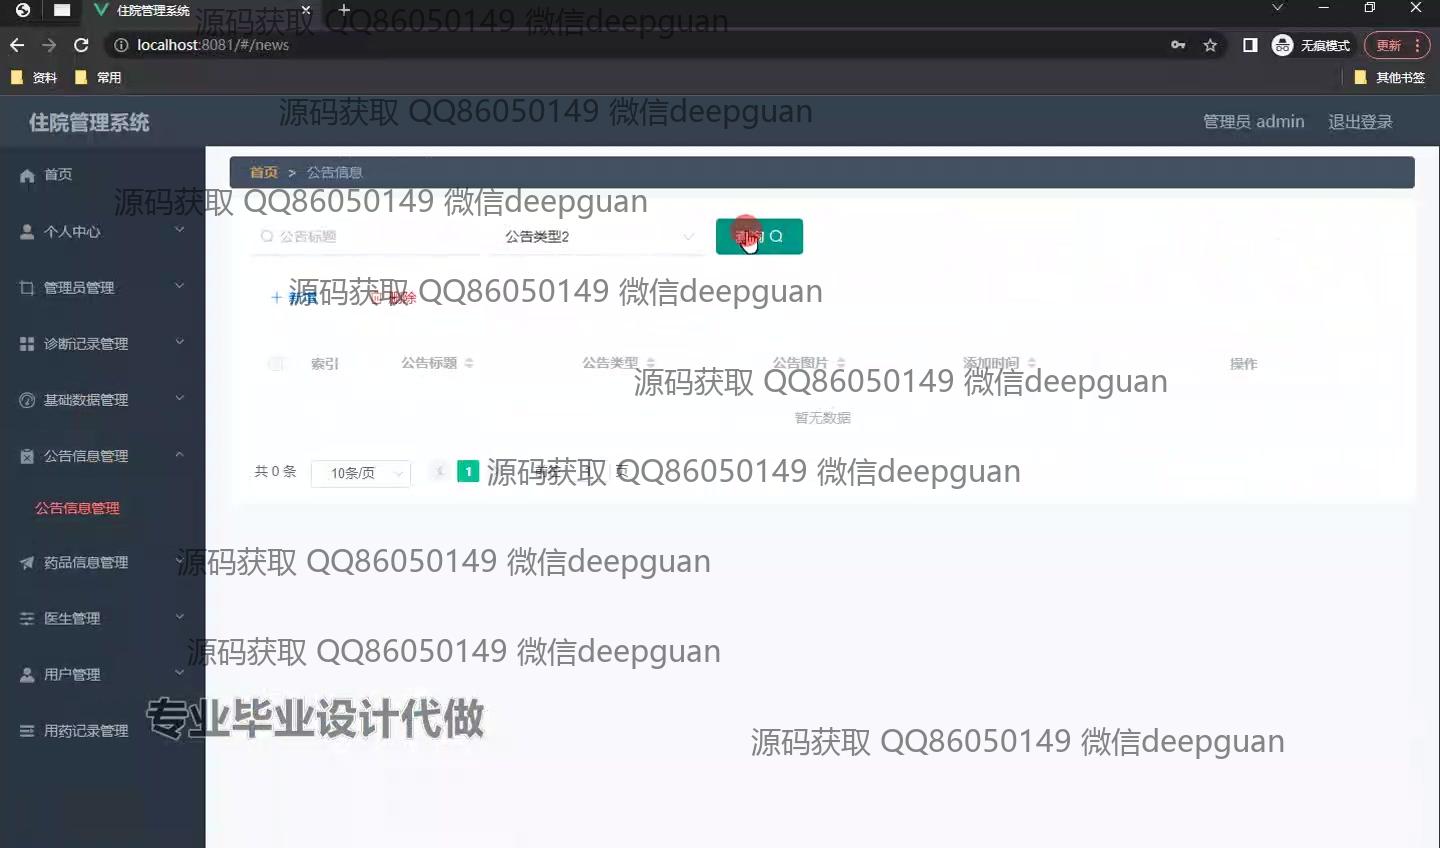 住院管理系统
源码获取 QQ86050149 微信deepguan
localhost:8081/#/news
无痕模式
更新
资料
常用
其他书签
住院管理系统
源码获取 QQ86050149 微信deepguan
管理员 admin
退出登录
首页
首页 > 公告信息
源码获取 QQ86050149 微信deepguan
个人中心
公告标题
公告类型2
管理员管理
源码获取 QQ86050149 微信deepguan
删除
诊断记录管理
索引
公告标题
公告类型
公告图片
添加时间
操作
源码获取 QQ86050149 微信deepguan
基础数据管理
暂无数据
公告信息管理
共 0 条
10条/页
1
源码获取 QQ86050149 微信deepguan
页
公告信息管理
药品信息管理
源码获取 QQ86050149 微信deepguan
医生管理
源码获取 QQ86050149 微信deepguan
用户管理
用药记录管理
专业毕业设计代做
源码获取 QQ86050149 微信deepguan